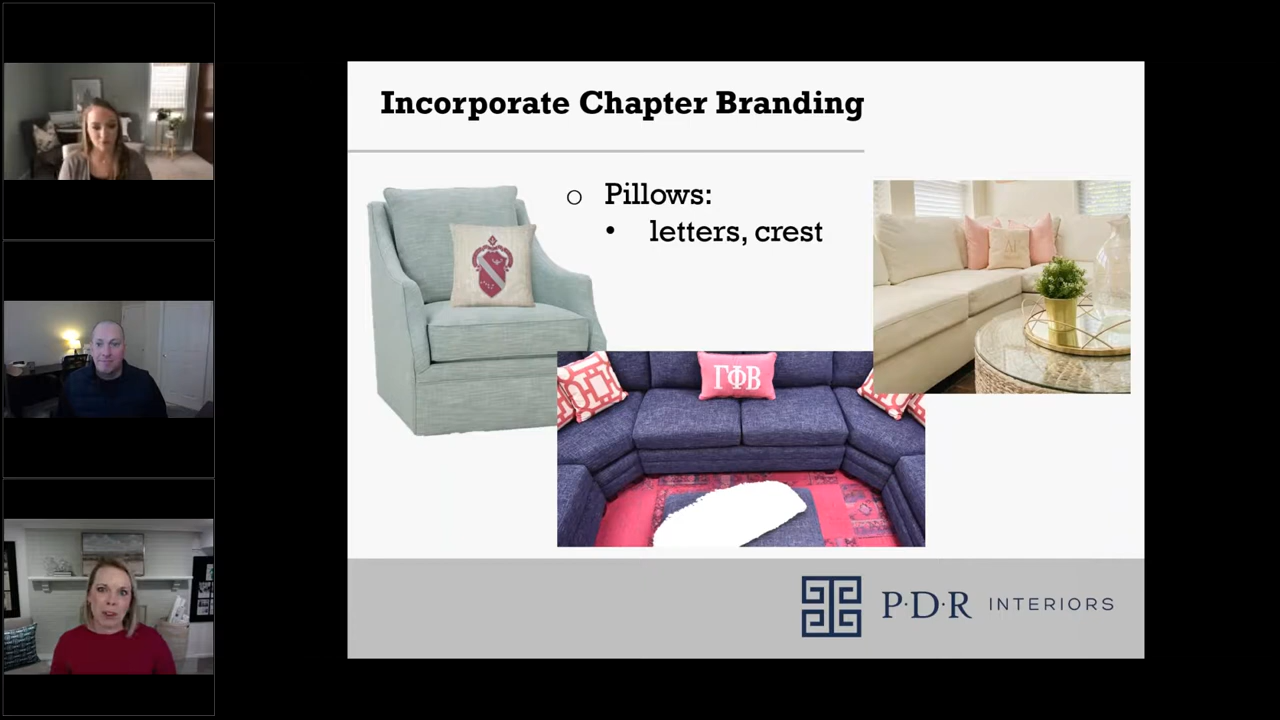 Incorporate Chapter Branding
o Pillows:
• letters, crest
ΓΦΒ
P·D·R INTERIORS